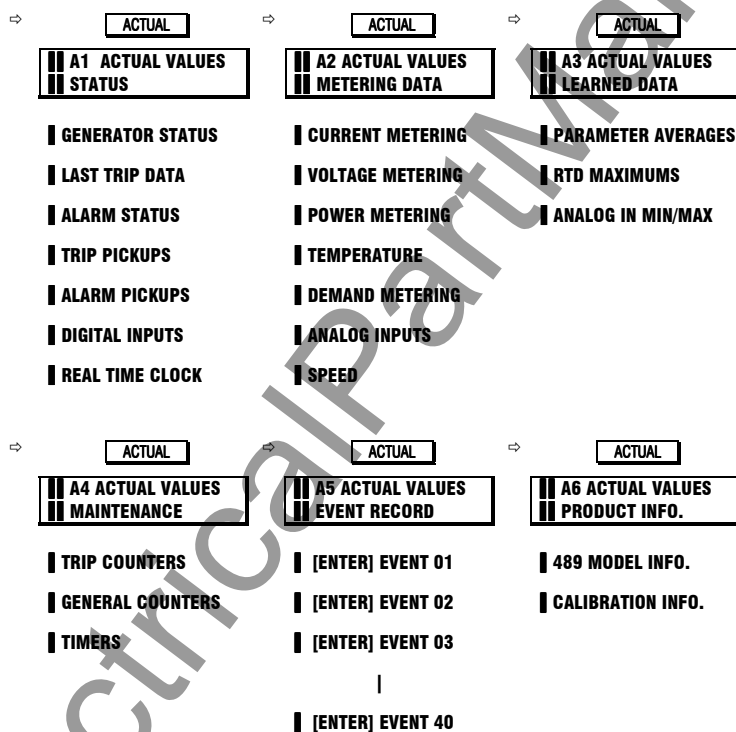 ⇨ ACTUAL
A1 ACTUAL VALUES
STATUS
GENERATOR STATUS
LAST TRIP DATA
ALARM STATUS
TRIP PICKUPS
ALARM PICKUPS
DIGITAL INPUTS
REAL TIME CLOCK
⇨ ACTUAL
A2 ACTUAL VALUES
METERING DATA
CURRENT METERING
VOLTAGE METERING
POWER METERING
TEMPERATURE
DEMAND METERING
ANALOG INPUTS
SPEED
⇨ ACTUAL
A3 ACTUAL VALUES
LEARNED DATA
PARAMETER AVERAGES
RTD MAXIMUMS
ANALOG IN MIN/MAX
⇨ ACTUAL
A4 ACTUAL VALUES
MAINTENANCE
TRIP COUNTERS
GENERAL COUNTERS
TIMERS
⇨ ACTUAL
A5 ACTUAL VALUES
EVENT RECORD
[ENTER] EVENT 01
[ENTER] EVENT 02
[ENTER] EVENT 03
|
[ENTER] EVENT 40
⇨ ACTUAL
A6 ACTUAL VALUES
PRODUCT INFO.
489 MODEL INFO.
CALIBRATION INFO.
ctricalPartMan